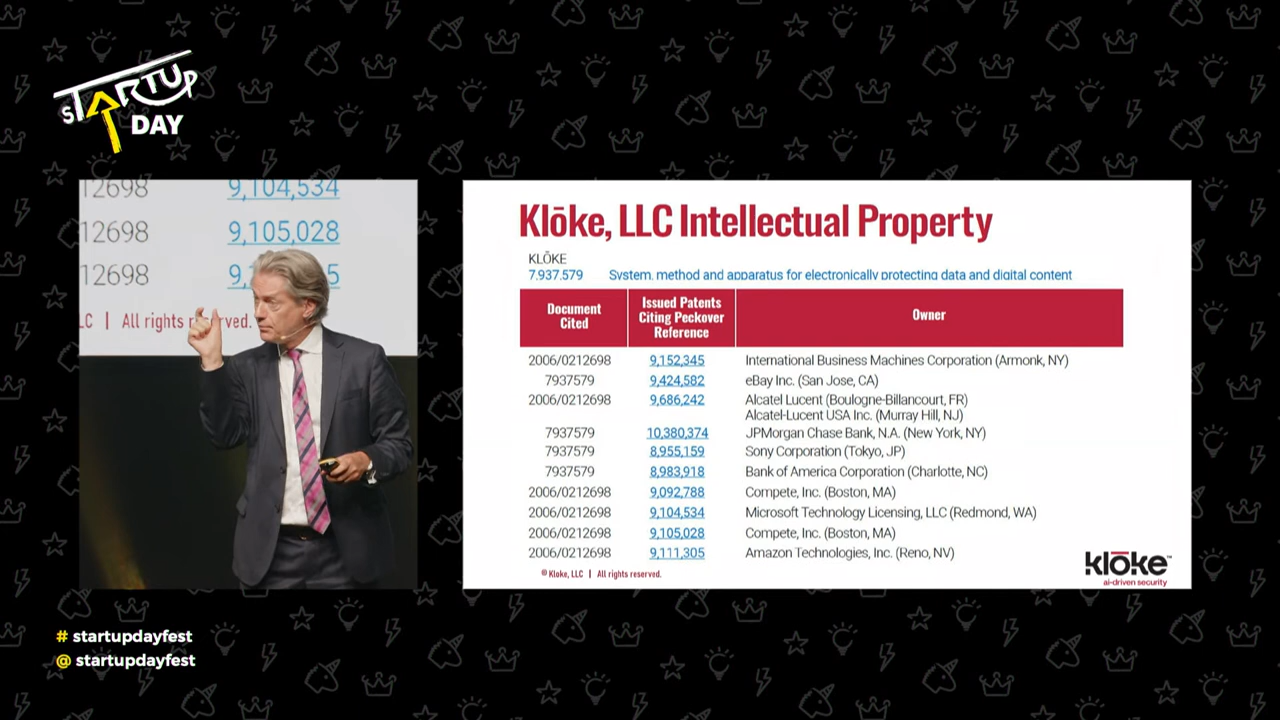 STARTUP
DAY
12698 9,104,534
12698 9,105,028
12698
LC | All rights reserved.
# startupdayfest
@ startupdayfest
Klōke, LLC Intellectual Property
KLŌKE
7,937,579 System, method and apparatus for electronically protecting data and digital content
Document Cited
Issued Patents Citing Peckover Reference
Owner
2006/0212698 9,152,345 International Business Machines Corporation (Armonk, NY)
7937579 9,424,582 eBay Inc. (San Jose, CA)
2006/0212698 9,686,242 Alcatel Lucent (Boulogne-Billancourt, FR)
Alcatel-Lucent USA Inc. (Murray Hill, NJ)
7937579 10,380,374 JPMorgan Chase Bank, N.A. (New York, NY)
7937579 8,955,159 Sony Corporation (Tokyo, JP)
7937579 8,983,918 Bank of America Corporation (Charlotte, NC)
2006/0212698 9,092,788 Compete, Inc. (Boston, MA)
2006/0212698 9,104,534 Microsoft Technology Licensing, LLC (Redmond, WA)
2006/0212698 9,105,028 Compete, Inc. (Boston, MA)
2006/0212698 9,111,305 Amazon Technologies, Inc. (Reno, NV)
© Kloke, LLC | All rights reserved.
klōke™
ai-driven security